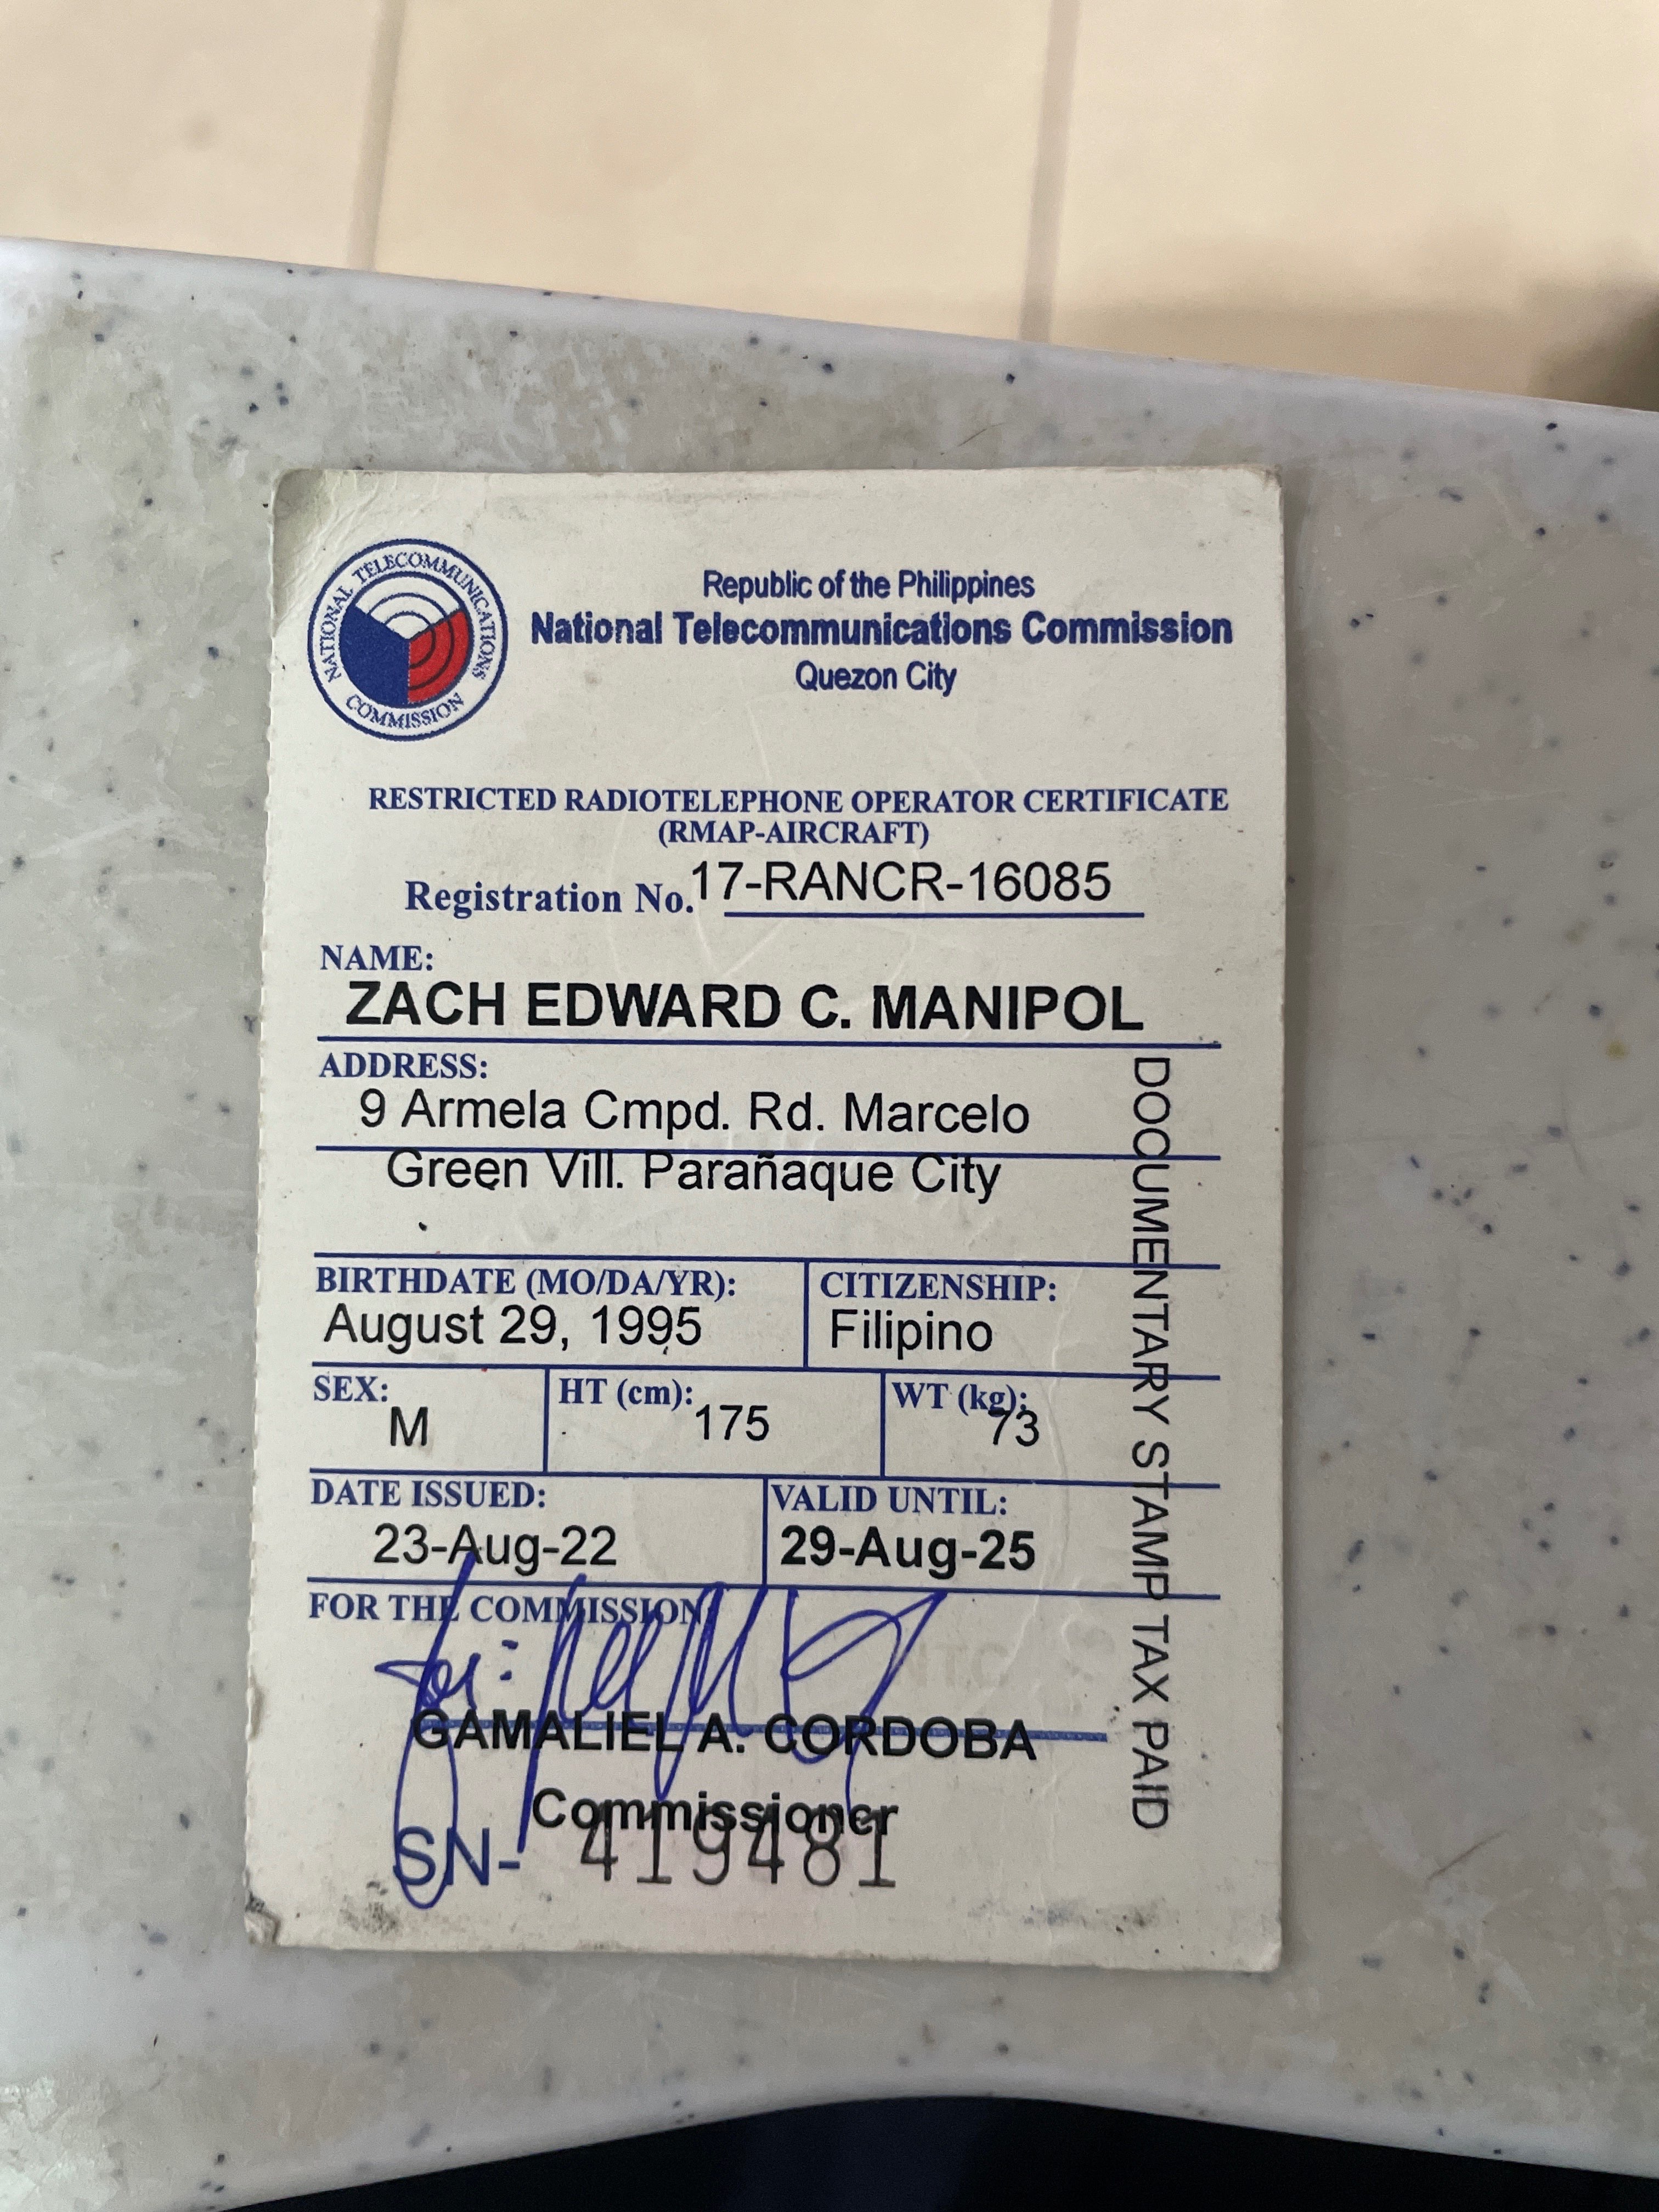 NATIONAL TELECOMMUNICATIONS COMMISSION
Republic of the Philippines
National Telecommunications Commission
Quezon City
RESTRICTED RADIOTELEPHONE OPERATOR CERTIFICATE
(RMAP-AIRCRAFT)
Registration No. 17-RANCR-16085
NAME:
ZACH EDWARD C. MANIPOL
ADDRESS:
9 Armela Cmpd. Rd. Marcelo
Green Vill. Parañaque City
BIRTHDATE (MO/DA/YR): CITIZENSHIP:
August 29, 1995 Filipino
SEX: HT (cm): WT (kg):
M 175 73
DATE ISSUED: VALID UNTIL:
23-Aug-22 29-Aug-25
FOR THE COMMISSION:
for:
GAMALIEL A. CORDOBA
Commissioner
SN- 419481
DOCUMENTARY STAMP TAX PAID